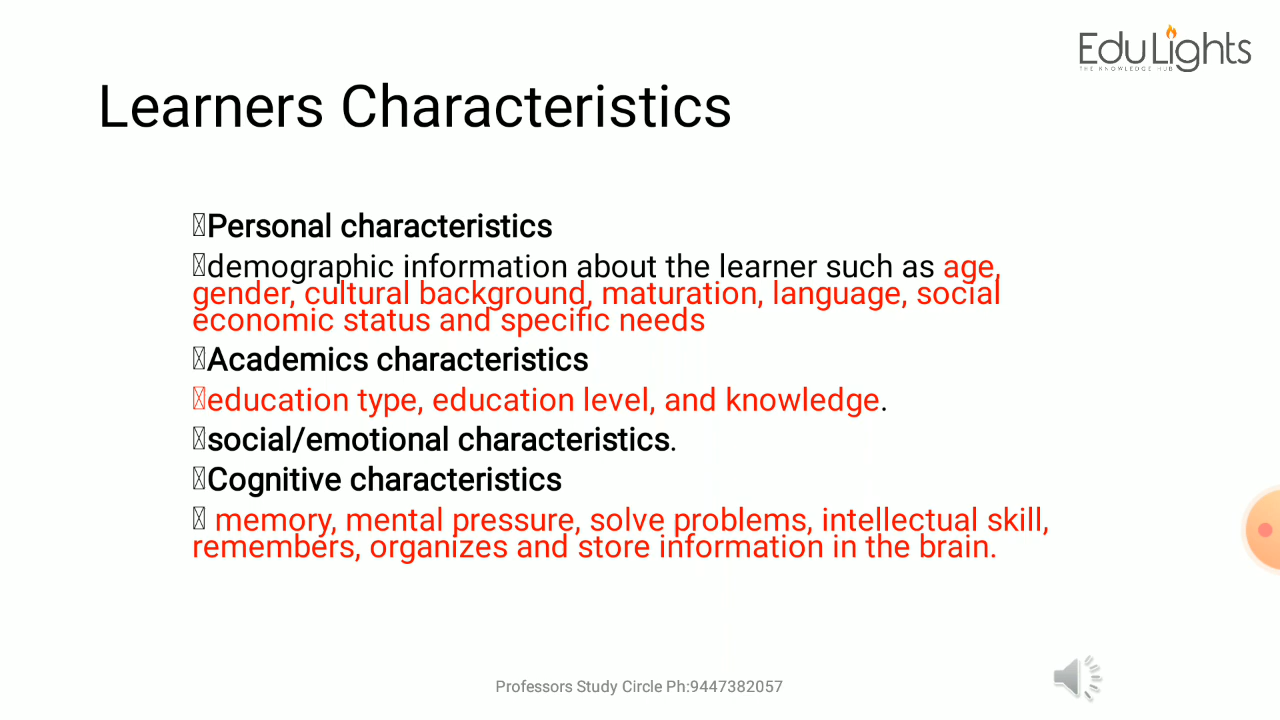 EduLights
THE KNOWLEDGE HUB
Learners Characteristics
Personal characteristics
demographic information about the learner such as age,
gender, cultural background, maturation, language, social
economic status and specific needs
Academics characteristics
education type, education level, and knowledge.
social/emotional characteristics.
Cognitive characteristics
memory, mental pressure, solve problems, intellectual skill,
remembers, organizes and store information in the brain.
Professors Study Circle Ph:9447382057